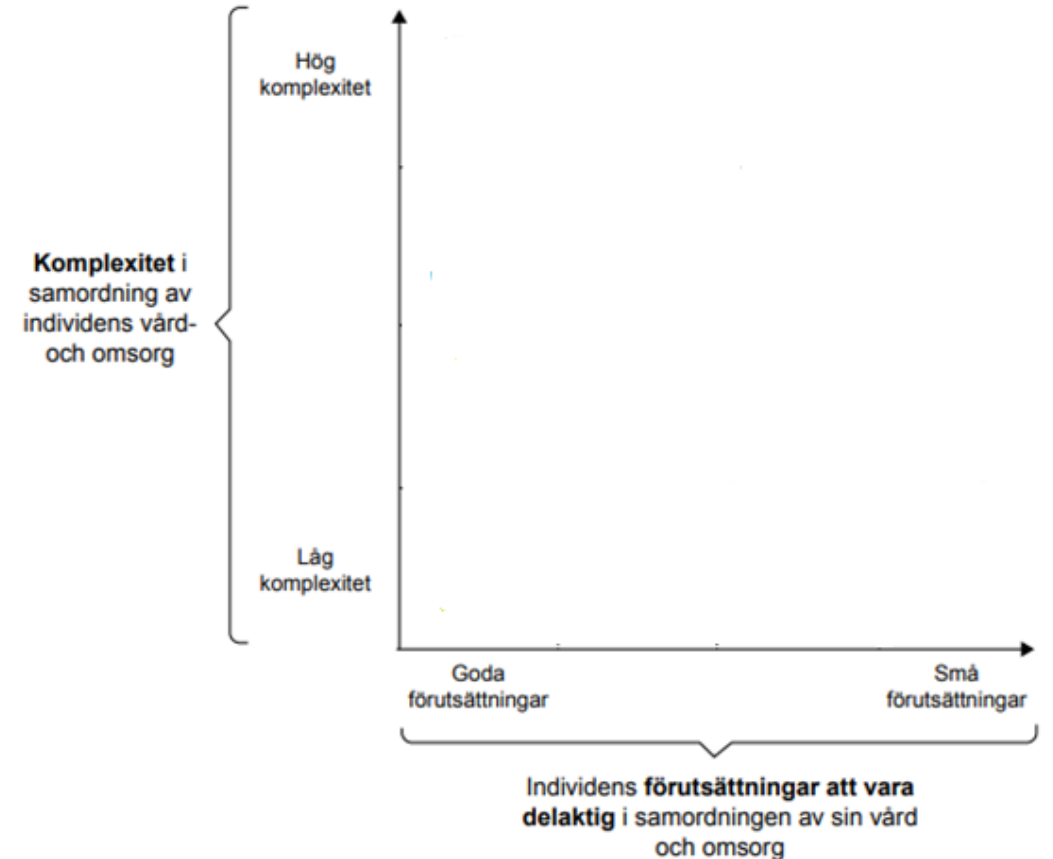 Hög
komplexitet
Komplexitet i
samordning av
individens vård-
och omsorg
Låg
komplexitet
Goda
förutsättningar
Små
förutsättningar
Individens förutsättningar att vara
delaktig i samordningen av sin vård
och omsorg